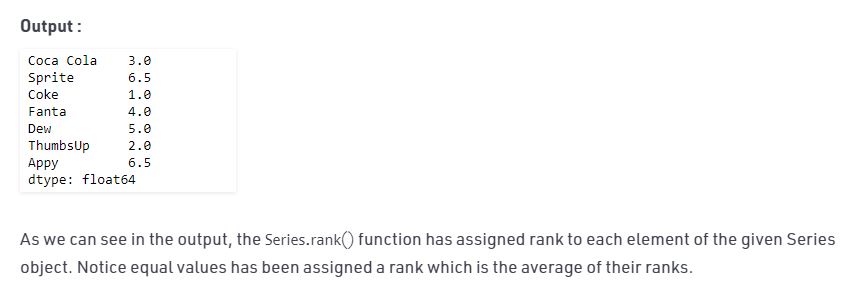 Output :
Coca Cola    3.0
Sprite       6.5
Coke         1.0
Fanta        4.0
Dew          5.0
ThumbsUp     2.0
Appy         6.5
dtype: float64
As we can see in the output, the Series.rank() function has assigned rank to each element of the given Series
object. Notice equal values has been assigned a rank which is the average of their ranks.